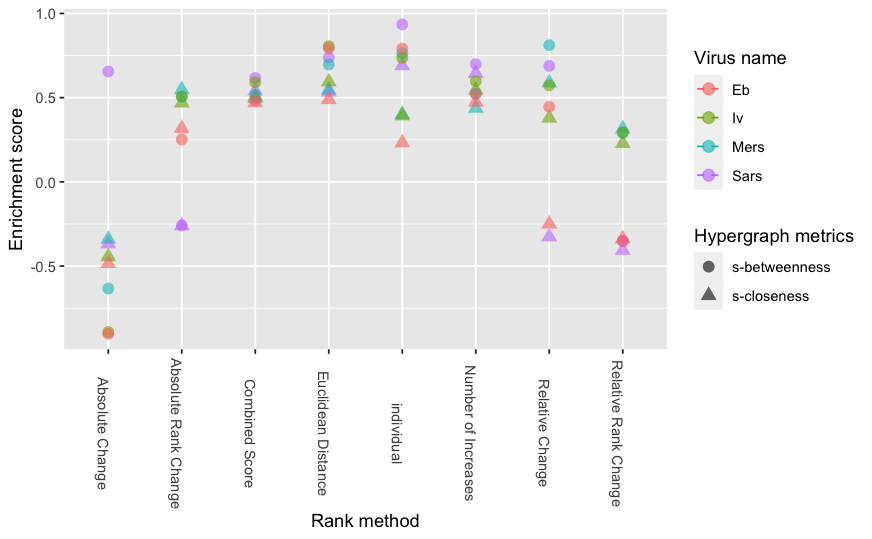 1.0
0.5
0.0
-0.5
Enrichment score
Absolute Change
Absolute Rank Change
Combined Score
Euclidean Distance
individual
Number of Increases
Relative Change
Relative Rank Change
Rank method
Virus name
Eb
Iv
Mers
Sars
Hypergraph metrics
s-betweenness
s-closeness